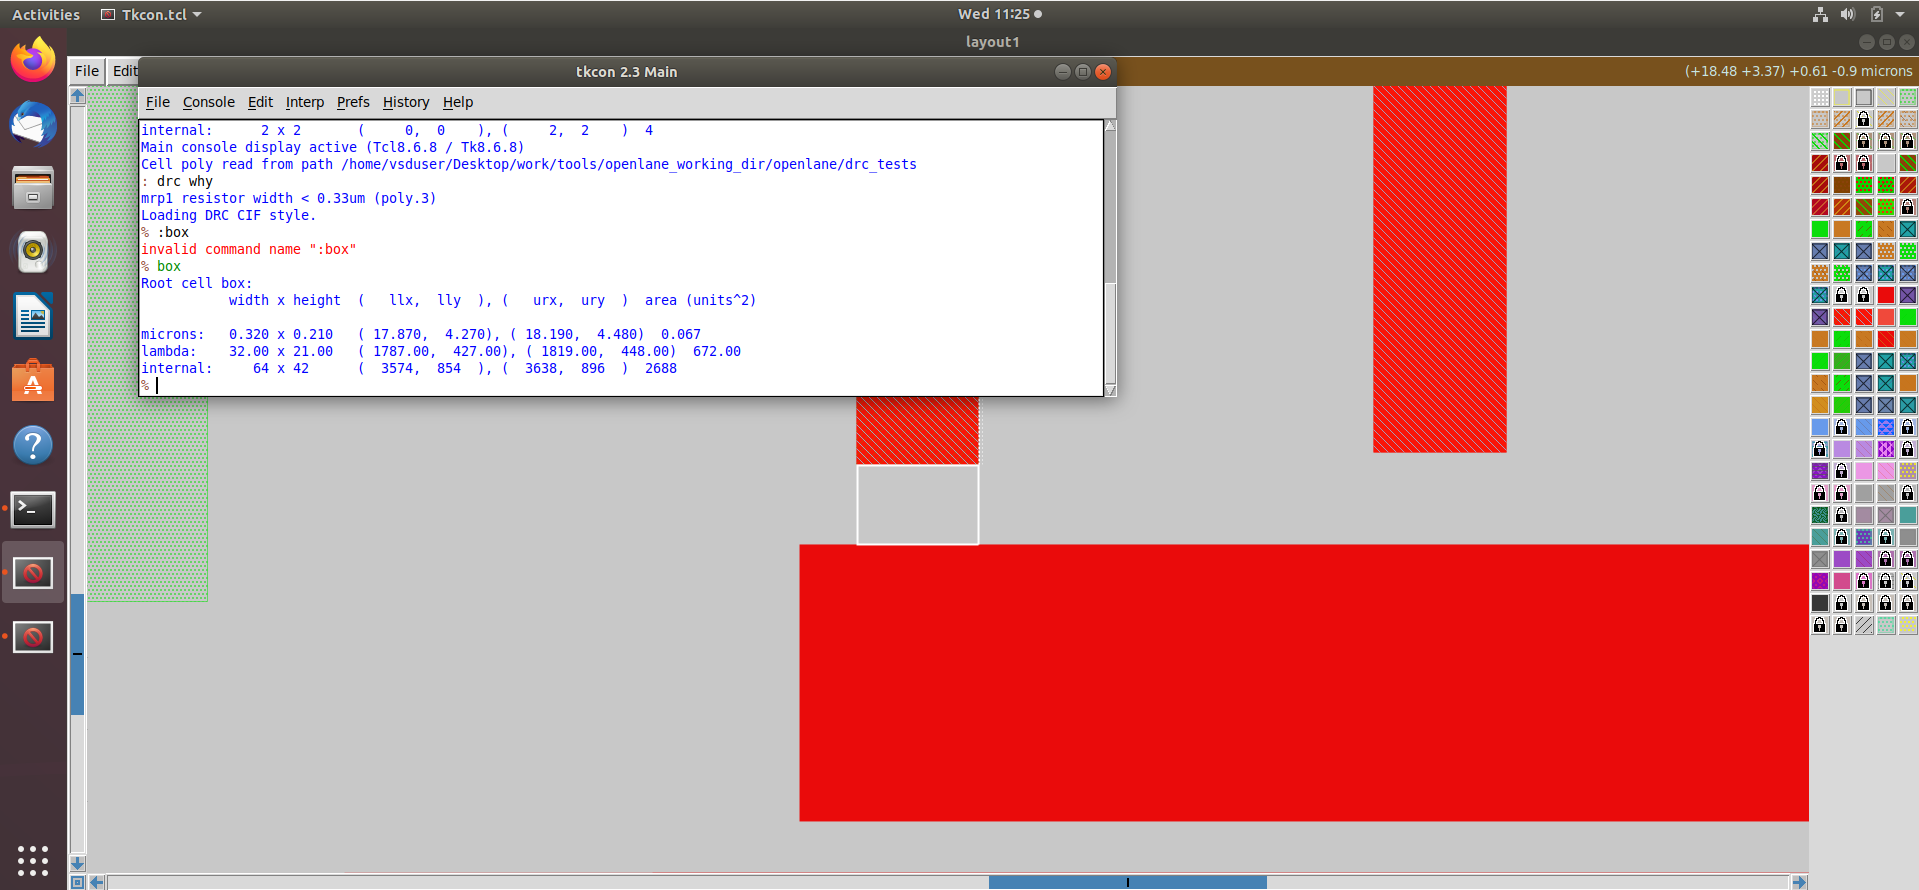 Activities Tkcon.tcl Wed 11:25
layout1
File Edit (+18.48 +3.37) +0.61 -0.9 microns
tkcon 2.3 Main
File Console Edit Interp Prefs History Help
internal: 2 x 2 ( 0, 0 ), ( 2, 2 ) 4
Main console display active (Tcl8.6.8 / Tk8.6.8)
Cell poly read from path /home/vsduser/Desktop/work/tools/openlane_working_dir/openlane/drc_tests
: drc why
mrp1 resistor width < 0.33um (poly.3)
Loading DRC CIF style.
% :box
invalid command name ":box"
% box
Root cell box:
width x height ( llx, lly ), ( urx, ury ) area (units^2)
microns: 0.320 x 0.210 ( 17.870, 4.270), ( 18.190, 4.480) 0.067
lambda: 32.00 x 21.00 ( 1787.00, 427.00), ( 1819.00, 448.00) 672.00
internal: 64 x 42 ( 3574, 854 ), ( 3638, 896 ) 2688
%